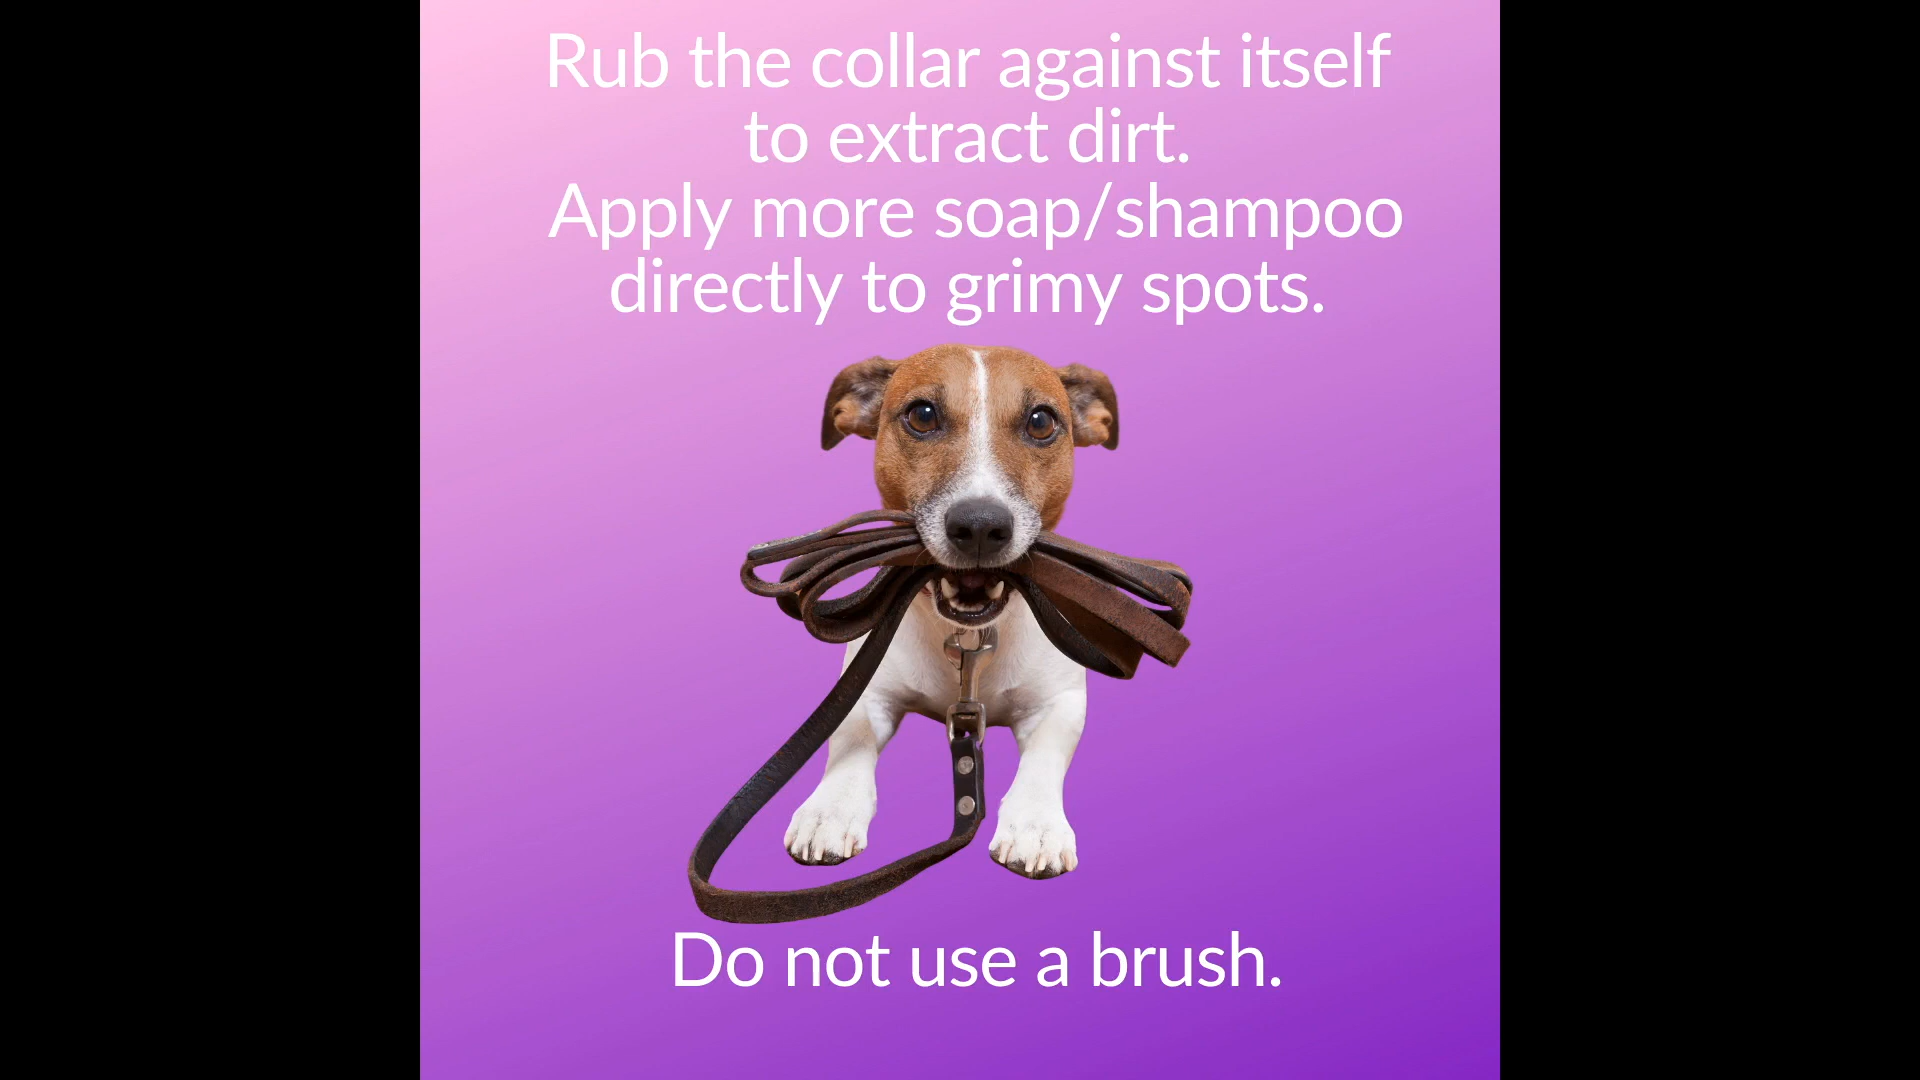 Rub the collar against itself
to extract dirt.
Apply more soap/shampoo
directly to grimy spots.
Do not use a brush.